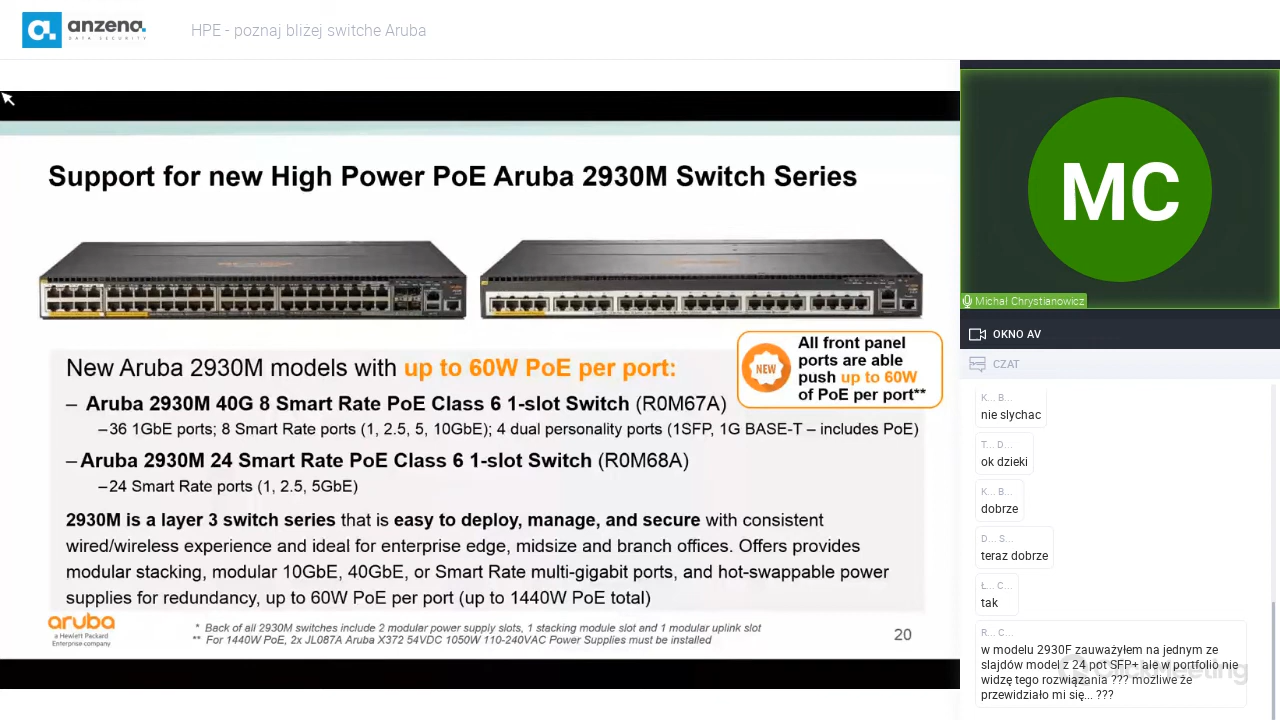 anzena.
DATA SECURITY
HPE - poznaj blizej switche Aruba
Support for new High Power PoE Aruba 2930M Switch Series
All front panel
ports are able
push up to 60W
of PoE per port**
NEW
New Aruba 2930M models with up to 60W PoE per port:
– Aruba 2930M 40G 8 Smart Rate PoE Class 6 1-slot Switch (R0M67A)
–36 1GbE ports; 8 Smart Rate ports (1, 2.5, 5, 10GbE); 4 dual personality ports (1SFP, 1G BASE-T – includes PoE)
–Aruba 2930M 24 Smart Rate PoE Class 6 1-slot Switch (R0M68A)
–24 Smart Rate ports (1, 2.5, 5GbE)
2930M is a layer 3 switch series that is easy to deploy, manage, and secure with consistent
wired/wireless experience and ideal for enterprise edge, midsize and branch offices. Offers provides
modular stacking, modular 10GbE, 40GbE, or Smart Rate multi-gigabit ports, and hot-swappable power
supplies for redundancy, up to 60W PoE per port (up to 1440W PoE total)
aruba
a Hewlett Packard
Enterprise company
* Back of all 2930M switches include 2 modular power supply slots, 1 stacking module slot and 1 modular uplink slot
** For 1440W PoE, 2x JL087A Aruba X372 54VDC 1050W 110-240VAC Power Supplies must be installed
20
MC
Michał Chrystianowicz
OKNO AV
CZAT
K... B...
nie slychac
T... D...
ok dzieki
K... B...
dobrze
D... S...
teraz dobrze
Ł... C...
tak
R... C...
w modelu 2930F zauważyłem na jednym ze
slajdów model z 24 pot SFP+ ale w portfolio nie
widzę tego rozwiązania ??? możliwe że
przewidziało mi się... ???